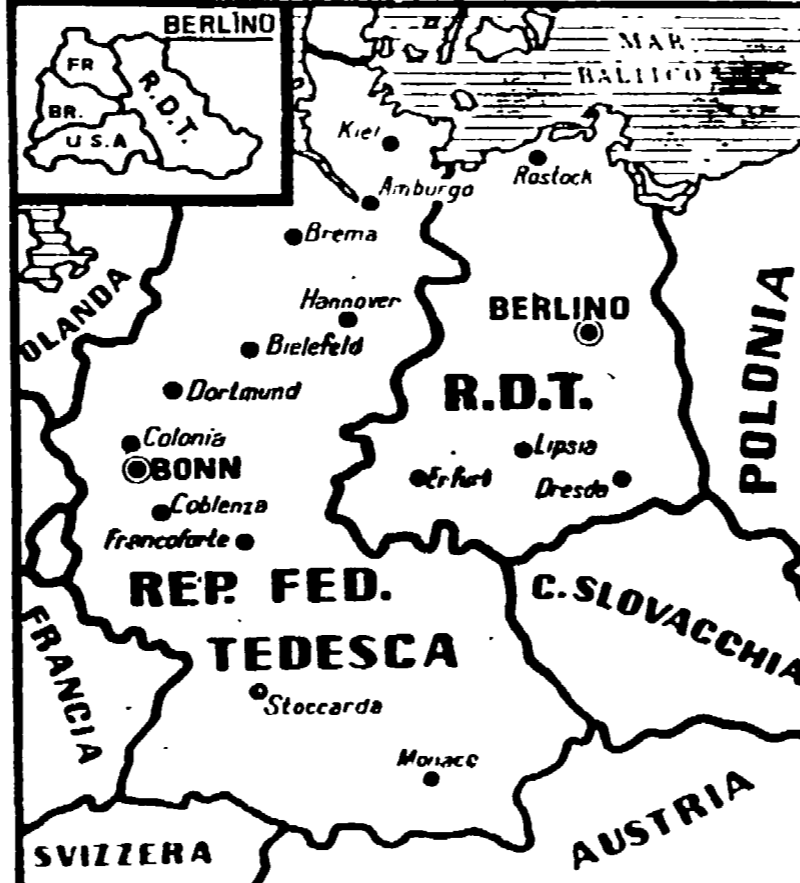 BERLINO
FR
R.D.T.
BR.
U.S.A
MAR
BALTICO
Kiel
Rostock
Amburgo
Brema
OLANDA
Hannover
BERLINO
Bielefeld
POLONIA
Dortmund
R.D.T.
Colonia
Lipsia
BONN
Erfurt
Dresda
Coblenza
Francoforte
REP. FED.
TEDESCA
C. SLOVACCHIA
FRANCIA
Stoccarda
Monaco
AUSTRIA
SVIZZERA